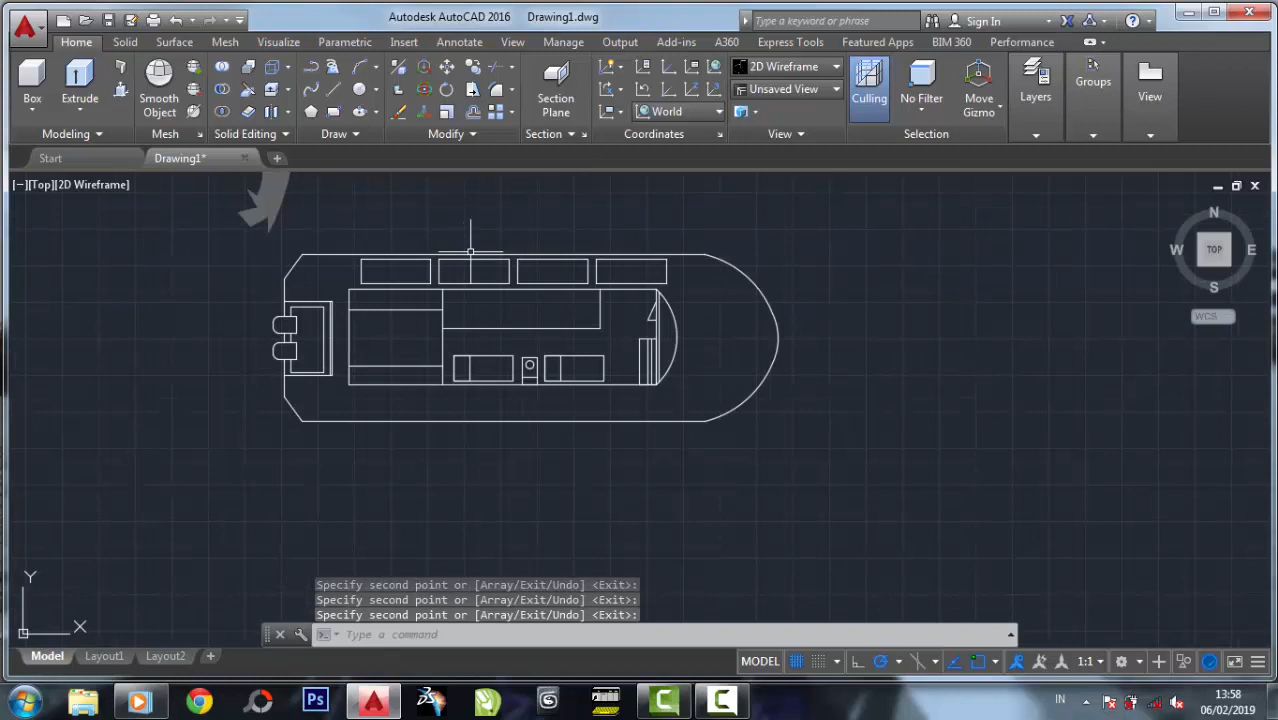 Autodesk AutoCAD 2016 Drawing1.dwg
Type a keyword or phrase
Sign In
Home Solid Surface Mesh Visualize Parametric Insert Annotate View Manage Output Add-ins A360 Express Tools Featured Apps BIM 360 Performance
2D Wireframe
Unsaved View
World
Box Extrude Smooth Object Section Plane Culling No Filter Move Gizmo Layers Groups View
Modeling Mesh Solid Editing Draw Modify Section Coordinates View Selection
Start Drawing1*
[−][Top][2D Wireframe]
N
W TOP E
S
WCS
Y
X
Specify second point or [Array/Exit/Undo] <Exit>:
Specify second point or [Array/Exit/Undo] <Exit>:
Specify second point or [Array/Exit/Undo] <Exit>:
Type a command
Model Layout1 Layout2
MODEL 1:1
Ps
IN
13:58
06/02/2019